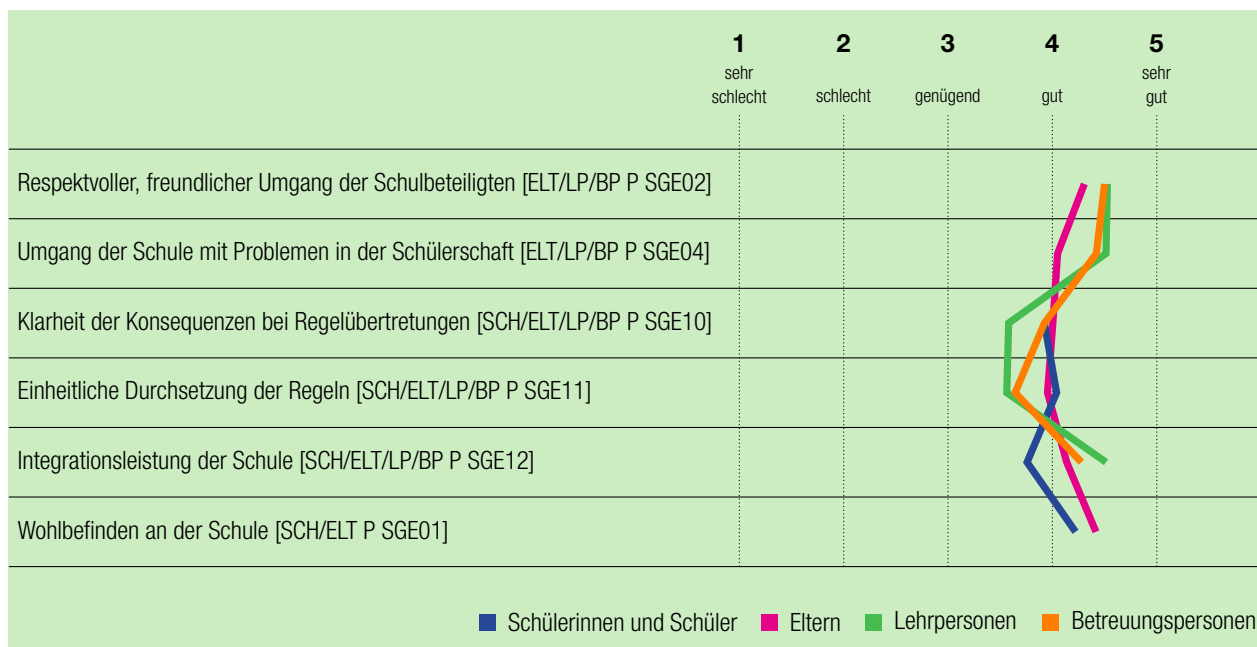 1 2 3 4 5
sehr sehr
schlecht schlecht genügend gut gut
Respektvoller, freundlicher Umgang der Schulbeteiligten [ELT/LP/BP P SGE02]
Umgang der Schule mit Problemen in der Schülerschaft [ELT/LP/BP P SGE04]
Klarheit der Konsequenzen bei Regelübertretungen [SCH/ELT/LP/BP P SGE10]
Einheitliche Durchsetzung der Regeln [SCH/ELT/LP/BP P SGE11]
Integrationsleistung der Schule [SCH/ELT/LP/BP P SGE12]
Wohlbefinden an der Schule [SCH/ELT P SGE01]
Schülerinnen und Schüler Eltern Lehrpersonen Betreuungspersonen